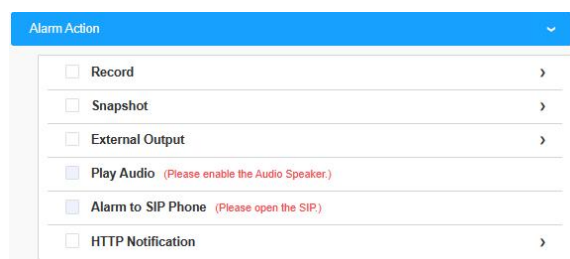 Alarm Action
Record
Snapshot
External Output
Play Audio (Please enable the Audio Speaker.)
Alarm to SIP Phone (Please open the SIP.)
HTTP Notification